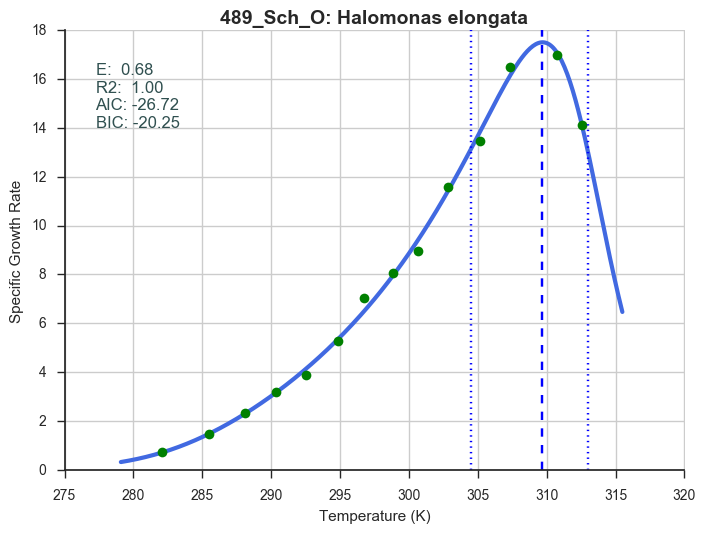 489_Sch_O: Halomonas elongata
E: 0.68
R2: 1.00
AIC: -26.72
BIC: -20.25
Specific Growth Rate
18
16
14
12
10
8
6
4
2
0
275 280 285 290 295 300 305 310 315 320
Temperature (K)